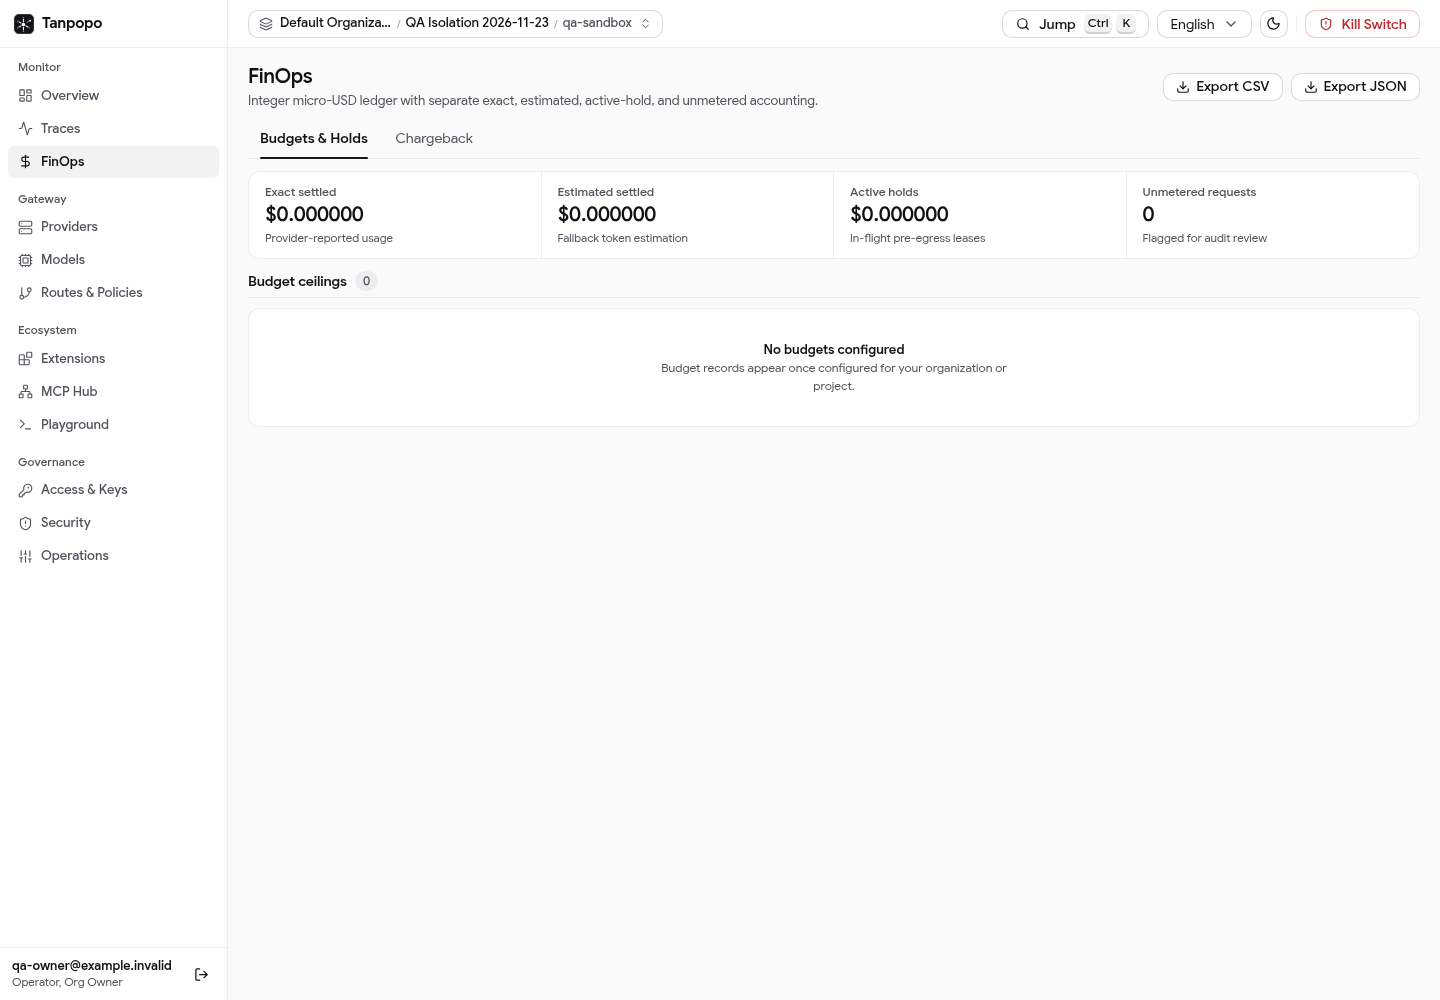 Tanpopo
Default Organiza... / QA Isolation 2026-11-23 / qa-sandbox
Jump Ctrl K
English
Kill Switch
Monitor
Overview
Traces
FinOps
Gateway
Providers
Models
Routes & Policies
Ecosystem
Extensions
MCP Hub
Playground
Governance
Access & Keys
Security
Operations
qa-owner@example.invalid
Operator, Org Owner
FinOps
Integer micro-USD ledger with separate exact, estimated, active-hold, and unmetered accounting.
Export CSV
Export JSON
Budgets & Holds
Chargeback
Exact settled
$0.000000
Provider-reported usage
Estimated settled
$0.000000
Fallback token estimation
Active holds
$0.000000
In-flight pre-egress leases
Unmetered requests
0
Flagged for audit review
Budget ceilings 0
No budgets configured
Budget records appear once configured for your organization or
project.